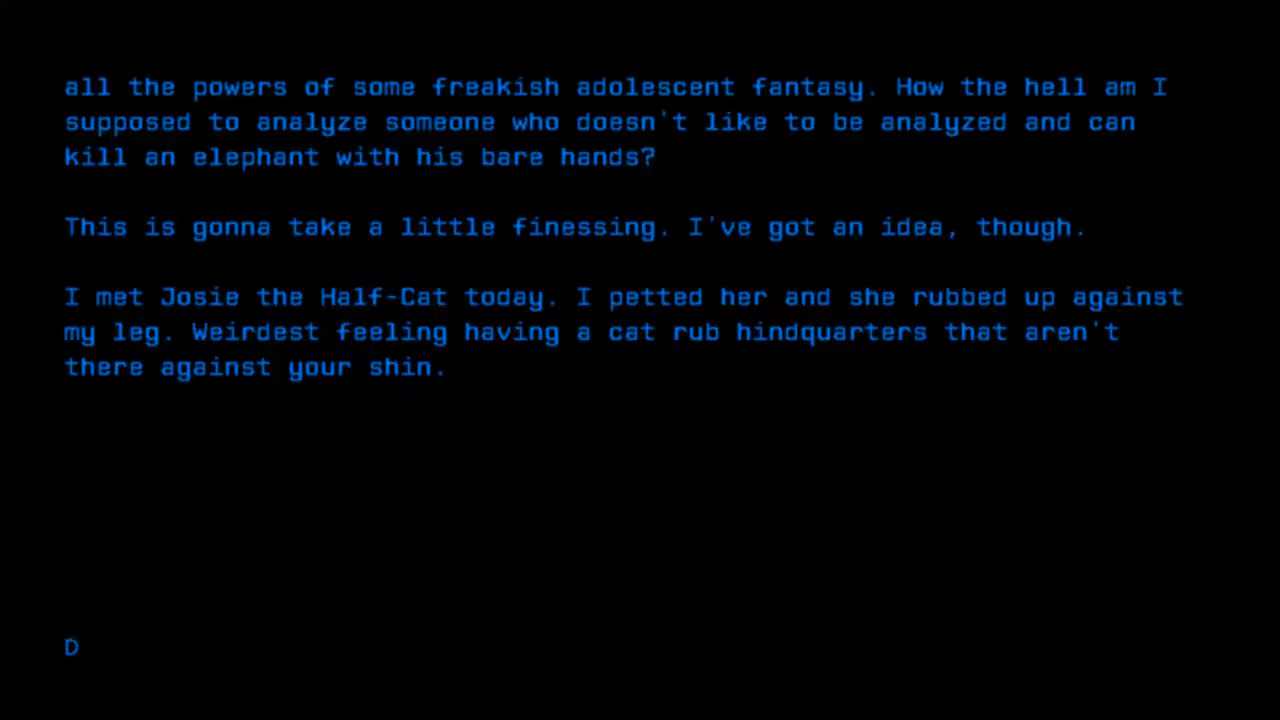 all the powers of some freakish adolescent fantasy. How the hell am I
supposed to analyze someone who doesn't like to be analyzed and can
kill an elephant with his bare hands?
This is gonna take a little finessing. I've got an idea, though.
I met Josie the Half-Cat today. I petted her and she rubbed up against
my leg. Weirdest feeling having a cat rub hindquarters that aren't
there against your shin.
D